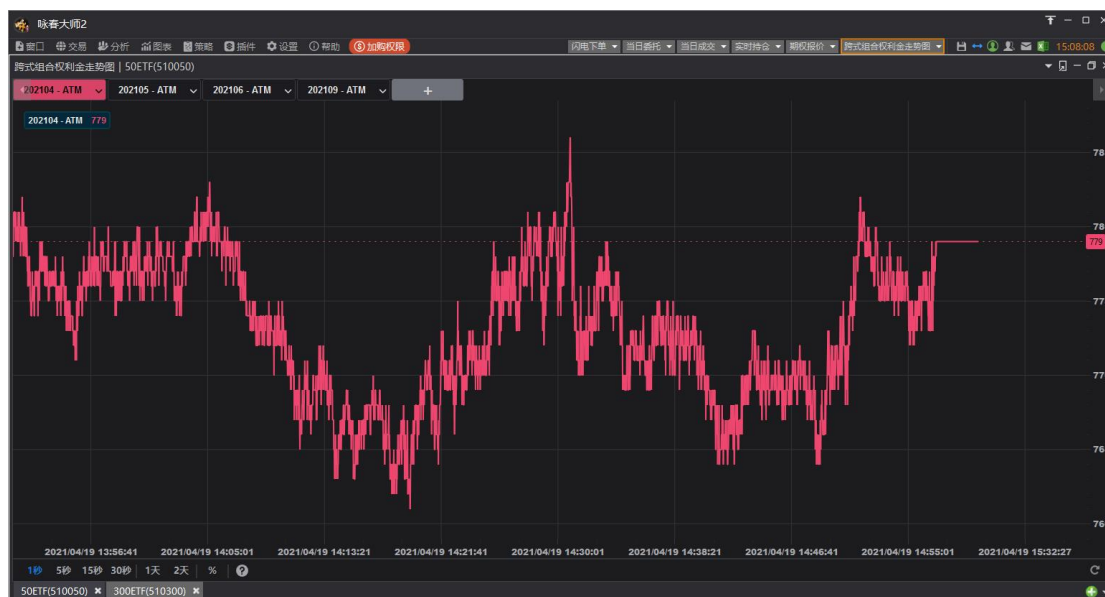 咏春大师2
窗口 交易 分析 图表 策略 插件 设置 帮助 加购权限 闪电下单 当日委托 当日成交 实时持仓 期权报价 跨式组合权利金走势图 15:08:08
跨式组合权利金走势图 | 50ETF(510050)
202104 - ATM 202105 - ATM 202106 - ATM 202109 - ATM +
202104 - ATM 779
78
78
779
77
77
76
76
2021/04/19 13:56:41 2021/04/19 14:05:01 2021/04/19 14:13:21 2021/04/19 14:21:41 2021/04/19 14:30:01 2021/04/19 14:38:21 2021/04/19 14:46:41 2021/04/19 14:55:01 2021/04/19 15:32:27
1秒 5秒 15秒 30秒 1天 2天 % ?
50ETF(510050) 300ETF(510300)